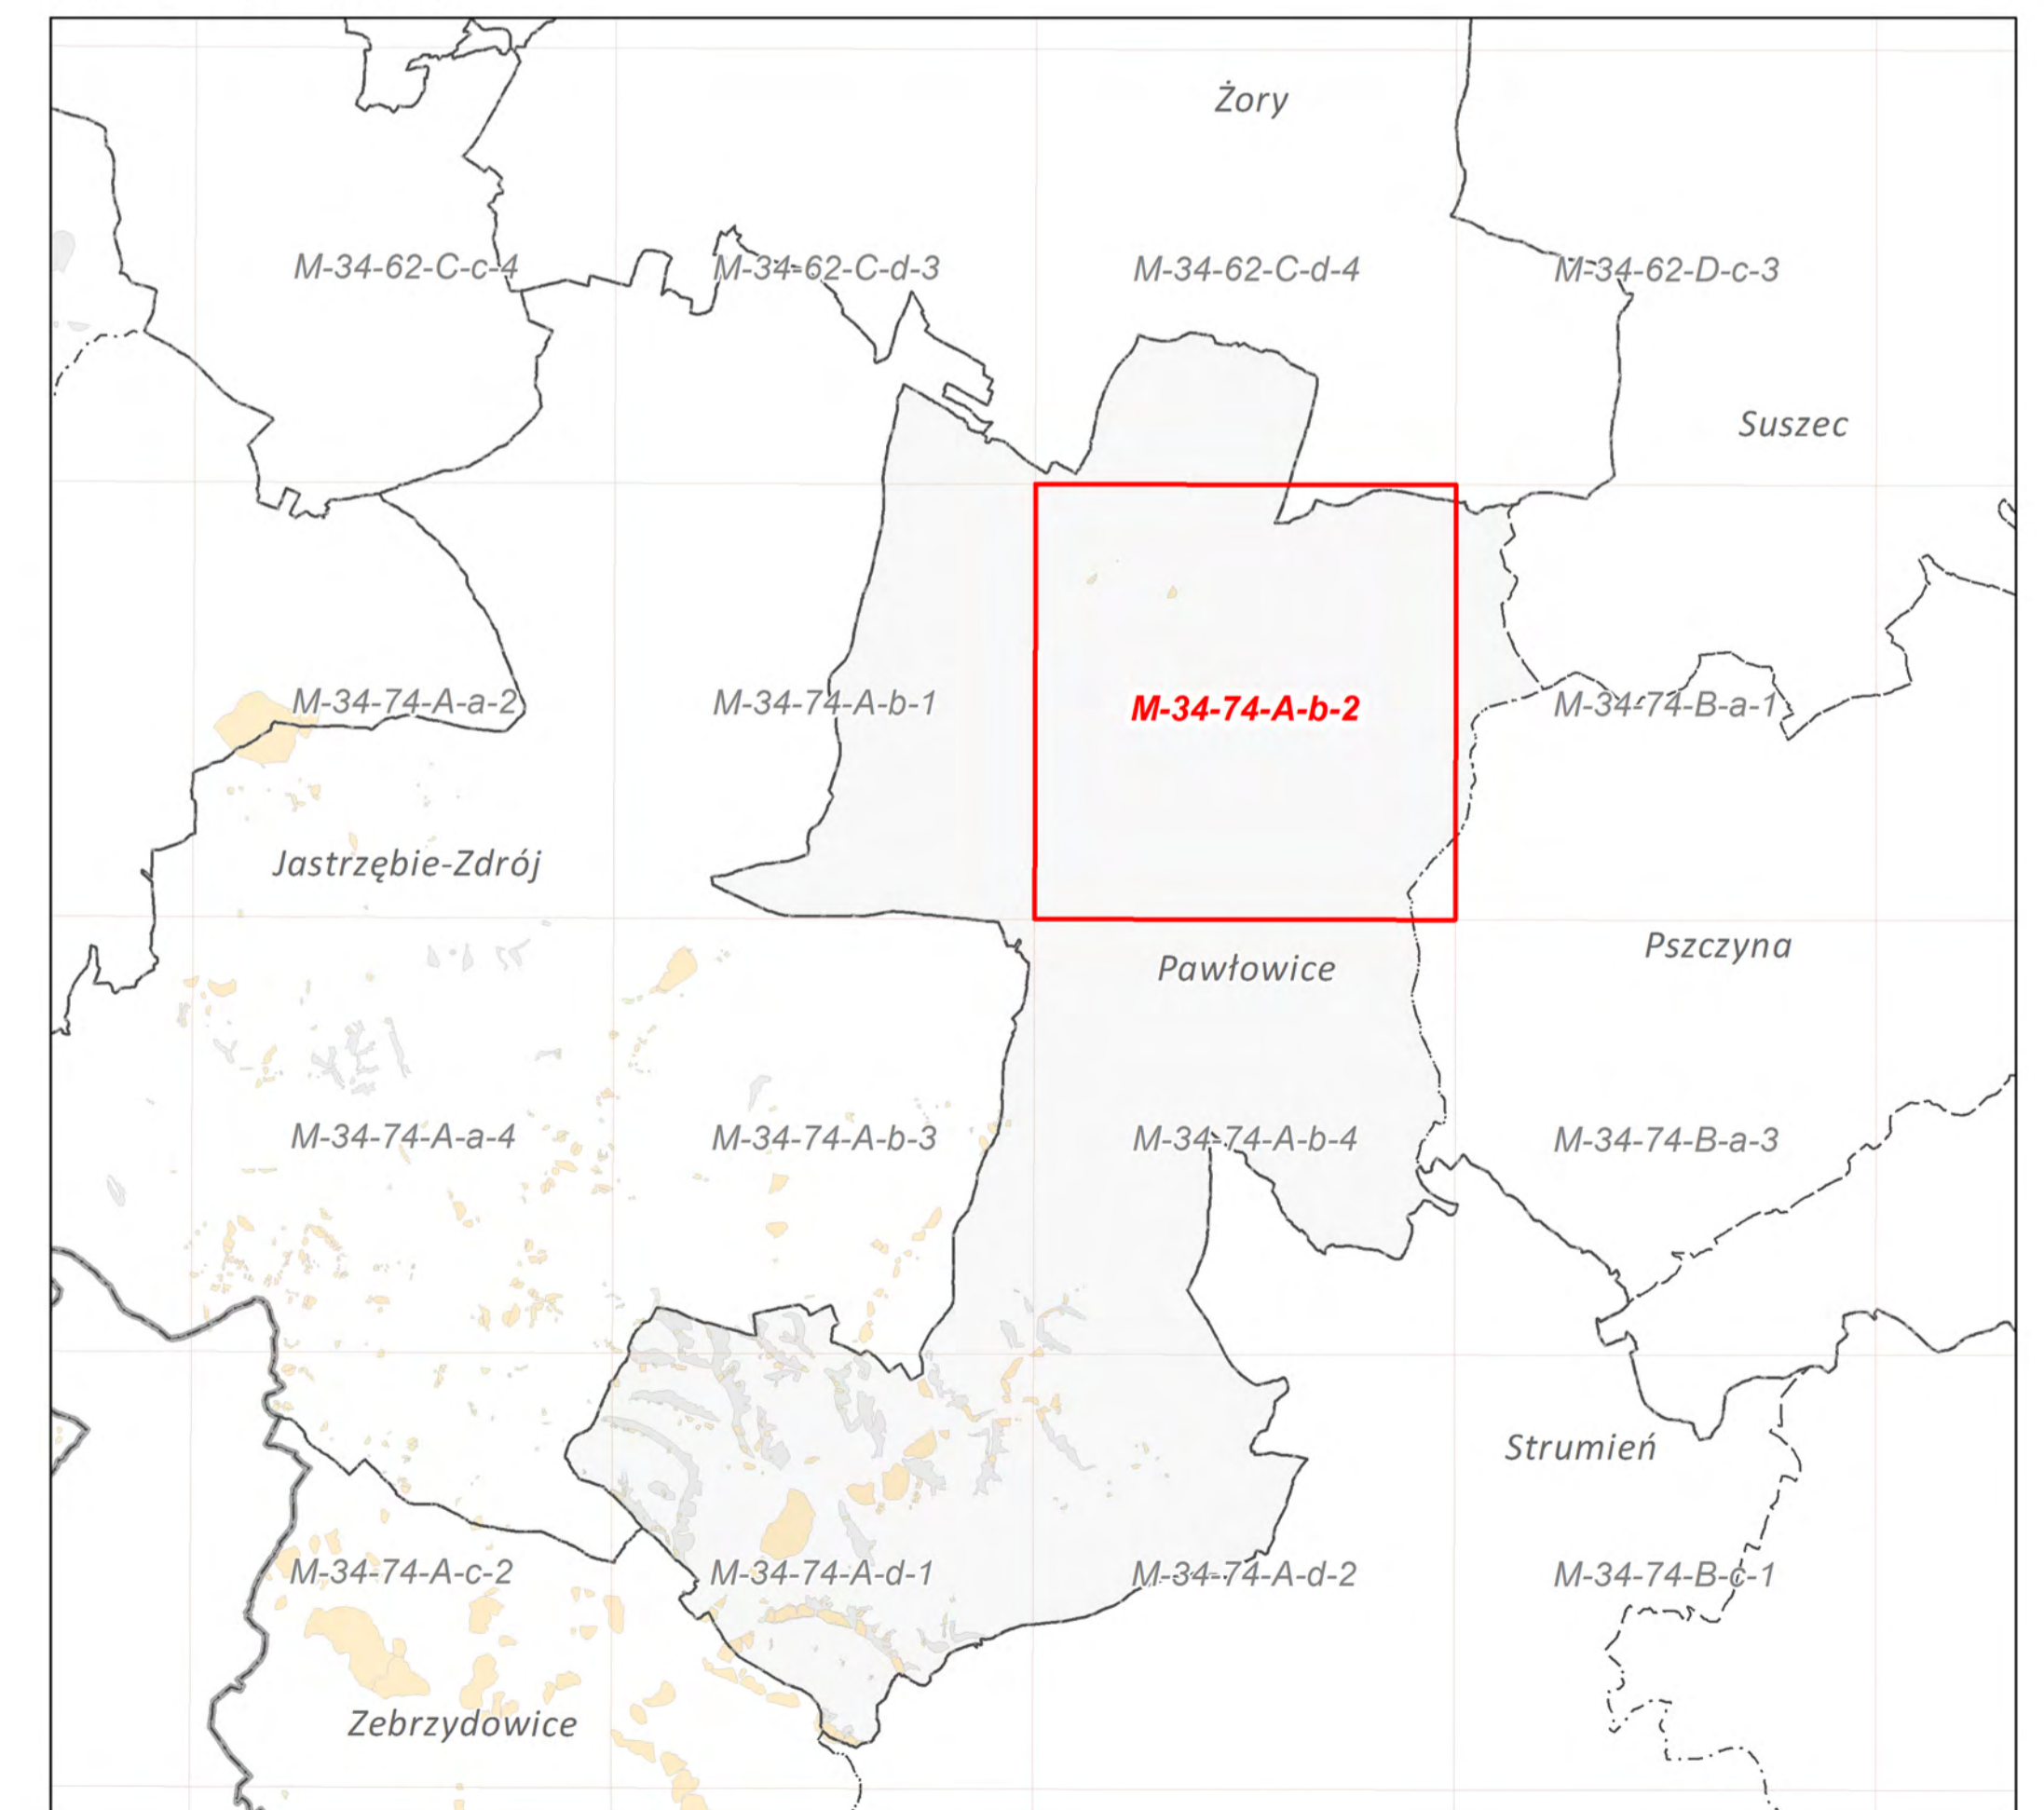 Żory
M-34-62-C-c-4
M-34-62-C-d-3
M-34-62-C-d-4
M-34-62-D-c-3
Suszec
M-34-74-A-a-2
M-34-74-A-b-1
M-34-74-A-b-2
M-34-74-B-a-1
Jastrzębie-Zdrój
Pawłowice
Pszczyna
M-34-74-A-a-4
M-34-74-A-b-3
M-34-74-A-b-4
M-34-74-B-a-3
Strumień
M-34-74-A-c-2
M-34-74-A-d-1
M-34-74-A-d-2
M-34-74-B-c-1
Zebrzydowice